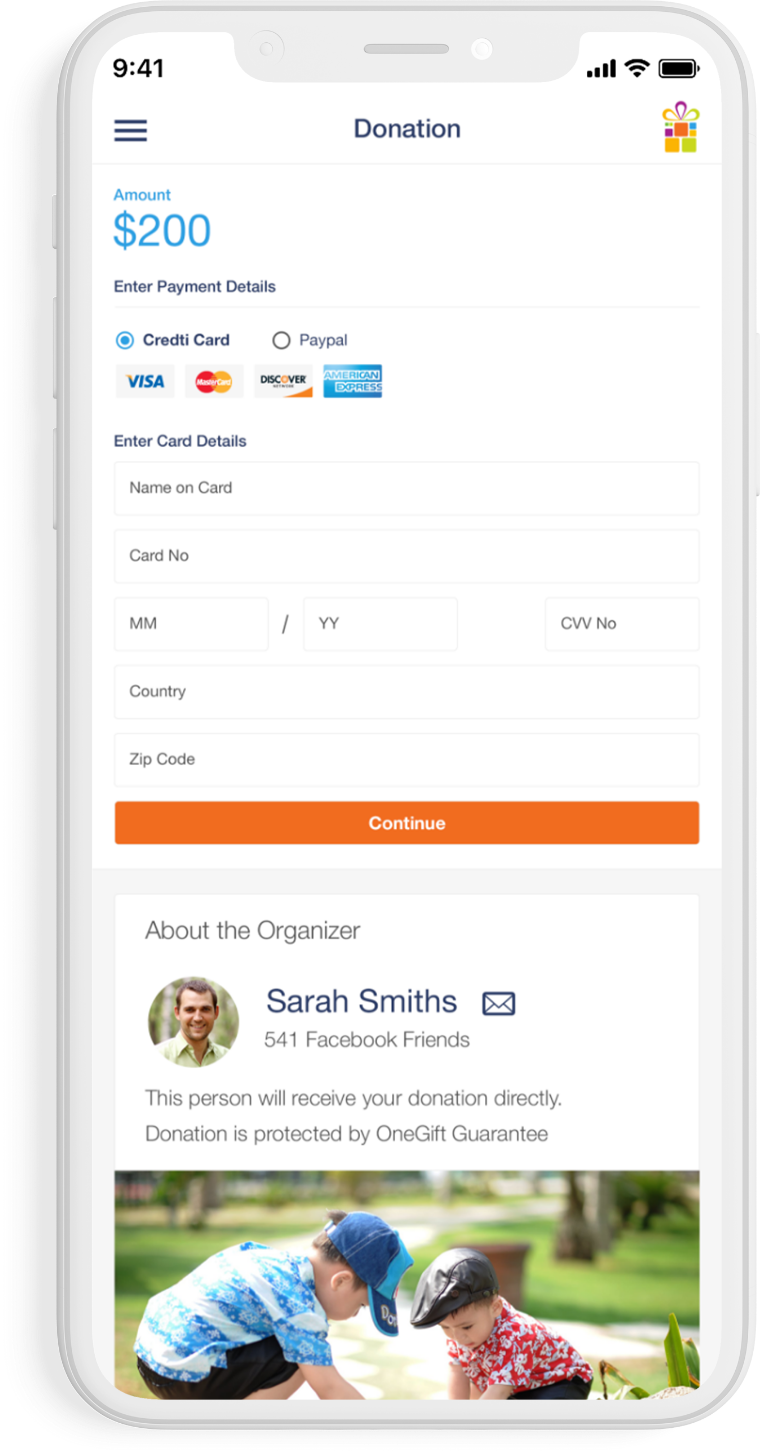 9:41
Donation
Amount
$200
Enter Payment Details
Credti Card Paypal
VISA MasterCard DISCOVER NETWORK AMERICAN EXPRESS
Enter Card Details
Name on Card
Card No
MM / YY CVV No
Country
Zip Code
Continue
About the Organizer
Sarah Smiths
541 Facebook Friends
This person will receive your donation directly.
Donation is protected by OneGift Guarantee